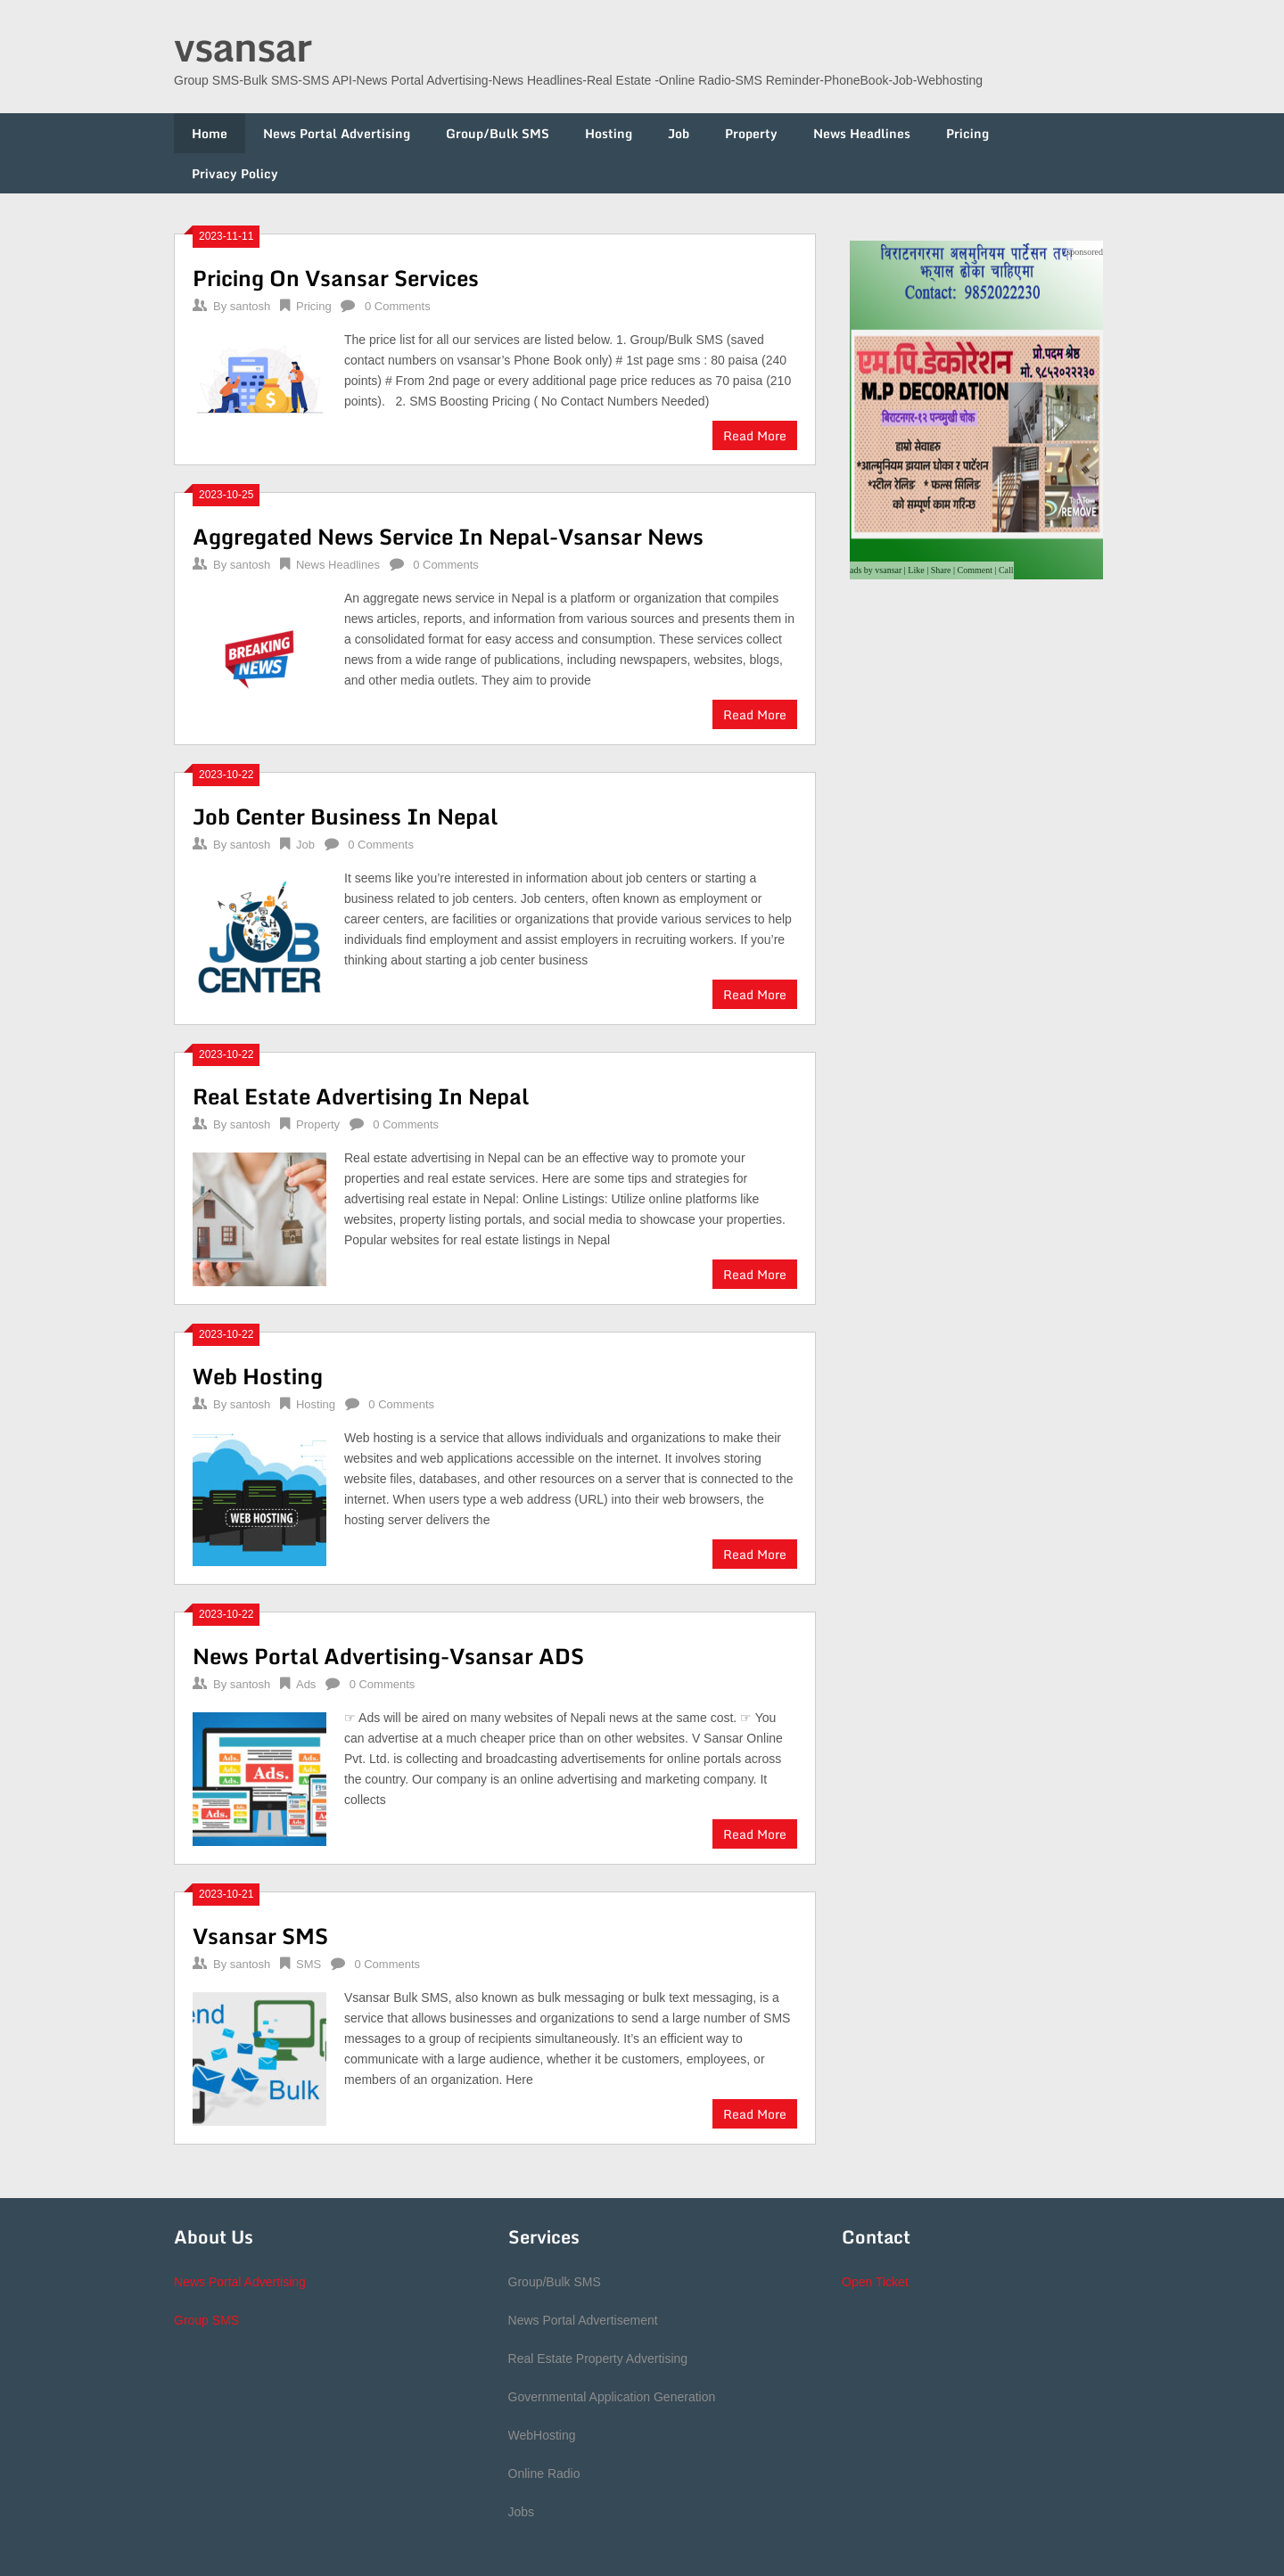 vsansar
Group SMS-Bulk SMS-SMS API-News Portal Advertising-News Headlines-Real Estate -Online Radio-SMS Reminder-PhoneBook-Job-Webhosting
Home
News Portal Advertising
Group/Bulk SMS
Hosting
Job
Property
News Headlines
Pricing
Privacy Policy
2023-11-11
Pricing On Vsansar Services
By santosh Pricing 0 Comments
The price list for all our services are listed below. 1. Group/Bulk SMS (saved
contact numbers on vsansar’s Phone Book only) # 1st page sms : 80 paisa (240
points) # From 2nd page or every additional page price reduces as 70 paisa (210
points).   2. SMS Boosting Pricing ( No Contact Numbers Needed)
Read More
2023-10-25
Aggregated News Service In Nepal-Vsansar News
By santosh News Headlines 0 Comments
BREAKING
NEWS
An aggregate news service in Nepal is a platform or organization that compiles
news articles, reports, and information from various sources and presents them in
a consolidated format for easy access and consumption. These services collect
news from a wide range of publications, including newspapers, websites, blogs,
and other media outlets. They aim to provide
Read More
2023-10-22
Job Center Business In Nepal
By santosh Job 0 Comments
JOB
CENTER
It seems like you’re interested in information about job centers or starting a
business related to job centers. Job centers, often known as employment or
career centers, are facilities or organizations that provide various services to help
individuals find employment and assist employers in recruiting workers. If you’re
thinking about starting a job center business
Read More
2023-10-22
Real Estate Advertising In Nepal
By santosh Property 0 Comments
Real estate advertising in Nepal can be an effective way to promote your
properties and real estate services. Here are some tips and strategies for
advertising real estate in Nepal: Online Listings: Utilize online platforms like
websites, property listing portals, and social media to showcase your properties.
Popular websites for real estate listings in Nepal
Read More
2023-10-22
Web Hosting
By santosh Hosting 0 Comments
WEB HOSTING
Web hosting is a service that allows individuals and organizations to make their
websites and web applications accessible on the internet. It involves storing
website files, databases, and other resources on a server that is connected to the
internet. When users type a web address (URL) into their web browsers, the
hosting server delivers the
Read More
2023-10-22
News Portal Advertising-Vsansar ADS
By santosh Ads 0 Comments
Ads. Ads.
Ads.
Ads.
☞ Ads will be aired on many websites of Nepali news at the same cost. ☞ You
can advertise at a much cheaper price than on other websites. V Sansar Online
Pvt. Ltd. is collecting and broadcasting advertisements for online portals across
the country. Our company is an online advertising and marketing company. It
collects
Read More
2023-10-21
Vsansar SMS
By santosh SMS 0 Comments
end
Bulk
Vsansar Bulk SMS, also known as bulk messaging or bulk text messaging, is a
service that allows businesses and organizations to send a large number of SMS
messages to a group of recipients simultaneously. It’s an efficient way to
communicate with a large audience, whether it be customers, employees, or
members of an organization. Here
Read More
बिराटनगरमा अलमुनियम पार्टेसन तथा
sponsored
झ्याल ढोका चाहिएमा
Contact: 9852022230
एम.पि.डेकोरेशन
प्रो.पदम श्रेष्ठ
मो. ९८५२०२२२३०
M.P DECORATION
बिराटनगर-१२ पन्चमुखी चोक
हाम्रो सेवाहरु
*आल्मुनियम झयाल धोका र पार्टेशन
*स्टील रेलिङ * फल्स सिलिङ
को सम्पूर्ण काम गरिन्छ
REMOVE
ads by vsansar | Like | Share | Comment | Call
About Us
News Portal Advertising
Group SMS
Services
Group/Bulk SMS
News Portal Advertisement
Real Estate Property Advertising
Governmental Application Generation
WebHosting
Online Radio
Jobs
Contact
Open Ticket